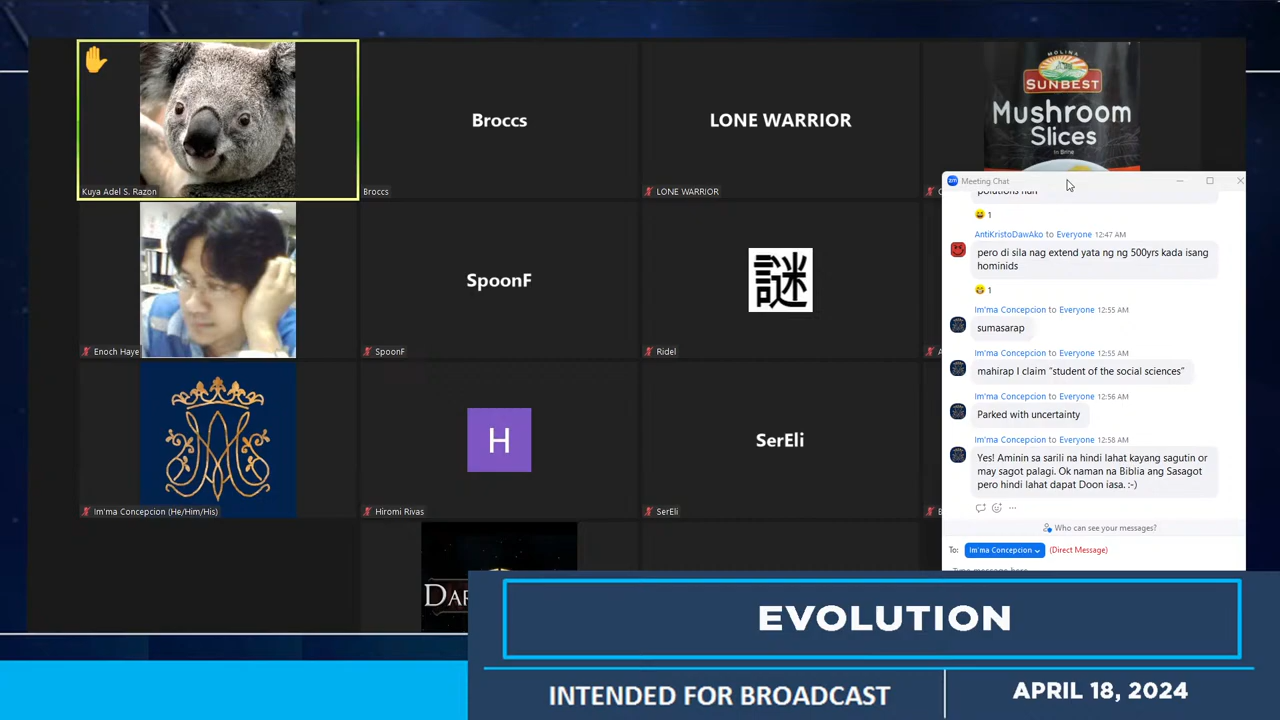 Kuya Adel S. Razon
Broccs
Broccs
LONE WARRIOR
LONE WARRIOR
MOLINA
SUNBEST
Mushroom
Slices
in Brine
Enoch Haye
SpoonF
SpoonF
謎
Ridel
Im'ma Concepcion (He/Him/His)
H
Hiromi Rivas
SerEli
SerEli
DAR
zm Meeting Chat
1
AntiKristoDawAko to Everyone 12:47 AM
pero di sila nag extend yata ng ng 500yrs kada isang
hominids
1
Im'ma Concepcion to Everyone 12:55 AM
sumasarap
Im'ma Concepcion to Everyone 12:55 AM
mahirap I claim "student of the social sciences"
Im'ma Concepcion to Everyone 12:56 AM
Parked with uncertainty
Im'ma Concepcion to Everyone 12:58 AM
Yes! Aminin sa sarili na hindi lahat kayang sagutin or
may sagot palagi. Ok naman na Biblia ang Sasagot
pero hindi lahat dapat Doon iasa. :-)
Who can see your messages?
To: Im'ma Concepcion (Direct Message)
EVOLUTION
INTENDED FOR BROADCAST
APRIL 18, 2024